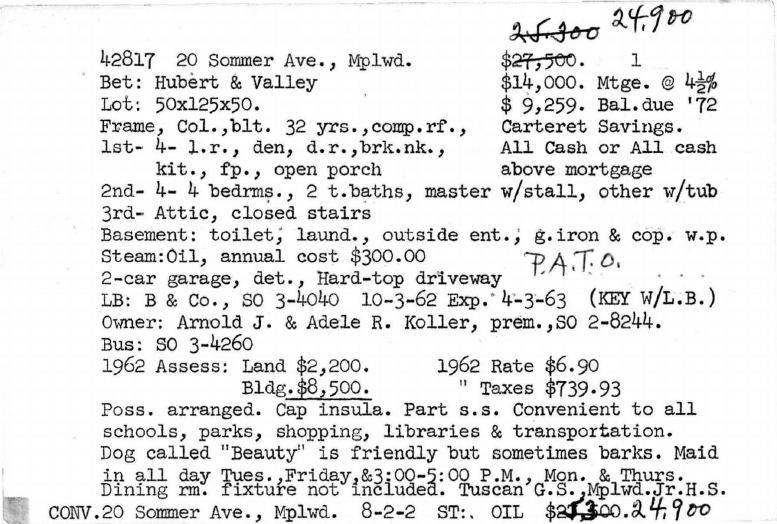 25,300 24,900
42817 20 Sommer Ave., Mplwd. $27,500. 1
Bet: Hubert & Valley $14,000. Mtge. @ 4½%
Lot: 50x125x50. $ 9,259. Bal.due '72
Frame, Col.,blt. 32 yrs.,comp.rf., Carteret Savings.
1st- 4- l.r., den, d.r.,brk.nk., All Cash or All cash
kit., fp., open porch above mortgage
2nd- 4- 4 bedrms., 2 t.baths, master w/stall, other w/tub
3rd- Attic, closed stairs
Basement: toilet, laund., outside ent., g.iron & cop. w.p.
Steam:Oil, annual cost $300.00 P.A.T.O.
2-car garage, det., Hard-top driveway
LB: B & Co., SO 3-4040 10-3-62 Exp. 4-3-63 (KEY W/L.B.)
Owner: Arnold J. & Adele R. Koller, prem.,SO 2-8244.
Bus: SO 3-4260
1962 Assess: Land $2,200. 1962 Rate $6.90
Bldg.$8,500. " Taxes $739.93
Poss. arranged. Cap insula. Part s.s. Convenient to all
schools, parks, shopping, libraries & transportation.
Dog called "Beauty" is friendly but sometimes barks. Maid
in all day Tues.,Friday,&3:00-5:00 P.M., Mon. & Thurs.
Dining rm. fixture not included. Tuscan G.S.,Mplwd.Jr.H.S.
CONV.20 Sommer Ave., Mplwd. 8-2-2 ST:. OIL 24,900